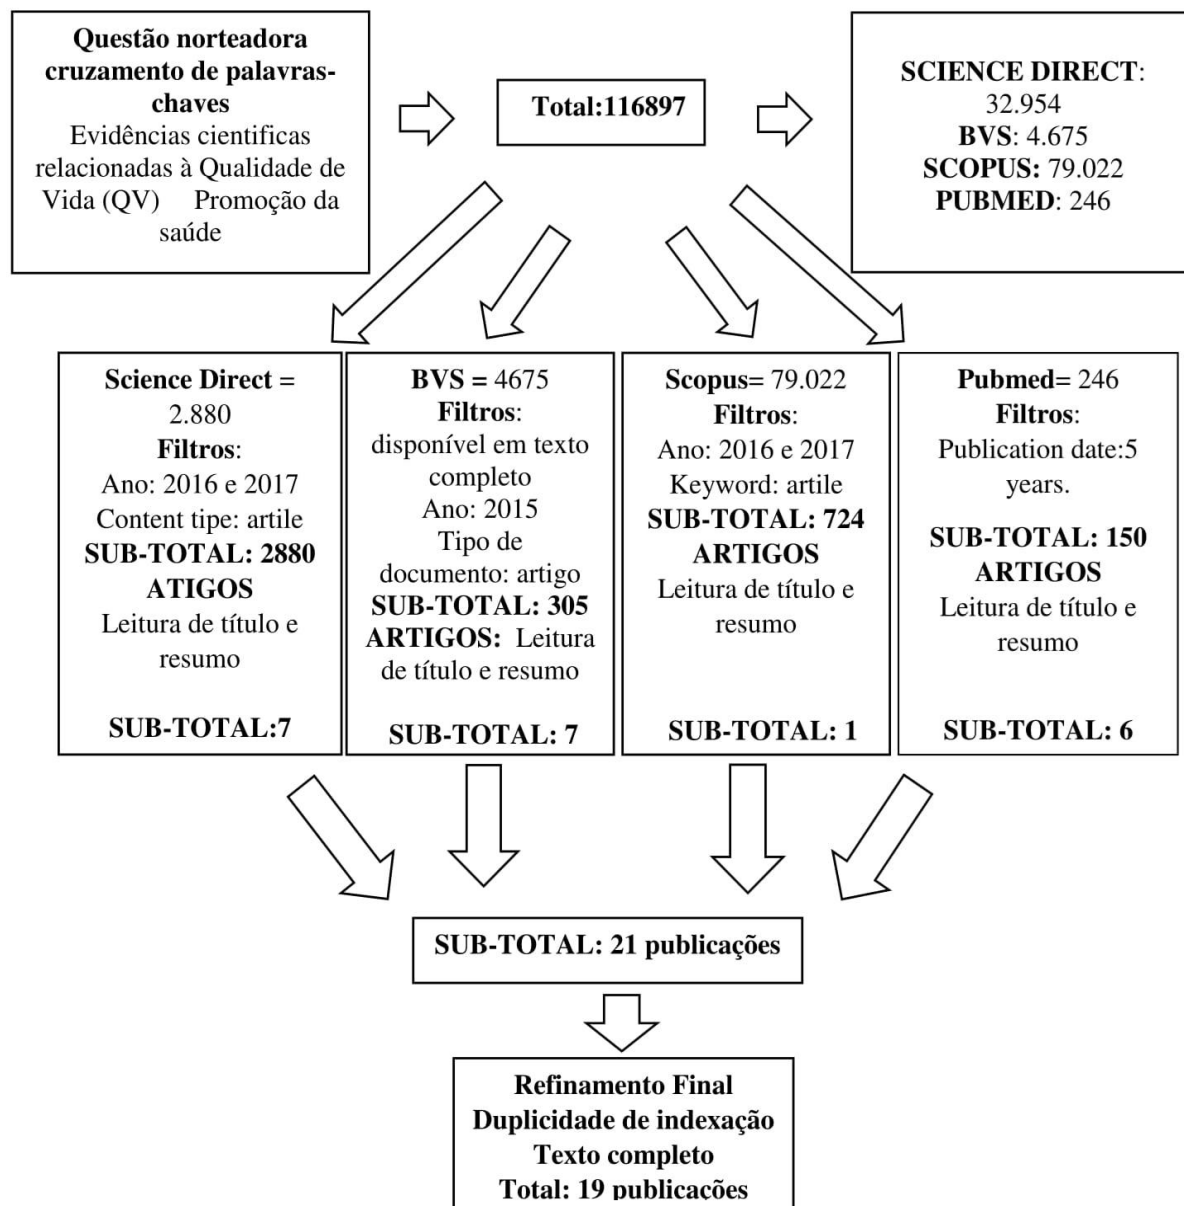 Questão norteadora
cruzamento de palavras-
chaves
Evidências cientificas
relacionadas à Qualidade de
Vida (QV) Promoção da
saúde
Total:116897
SCIENCE DIRECT:
32.954
BVS: 4.675
SCOPUS: 79.022
PUBMED: 246
Science Direct =
2.880
Filtros:
Ano: 2016 e 2017
Content tipe: artile
SUB-TOTAL: 2880
ATIGOS
Leitura de título e
resumo
SUB-TOTAL:7
BVS = 4675
Filtros:
disponível em texto
completo
Ano: 2015
Tipo de
documento: artigo
SUB-TOTAL: 305
ARTIGOS: Leitura
de título e resumo
SUB-TOTAL: 7
Scopus= 79.022
Filtros:
Ano: 2016 e 2017
Keyword: artile
SUB-TOTAL: 724
ARTIGOS
Leitura de título e
resumo
SUB-TOTAL: 1
Pubmed= 246
Filtros:
Publication date:5
years.
SUB-TOTAL: 150
ARTIGOS
Leitura de título e
resumo
SUB-TOTAL: 6
SUB-TOTAL: 21 publicações
Refinamento Final
Duplicidade de indexação
Texto completo
Total: 19 publicações